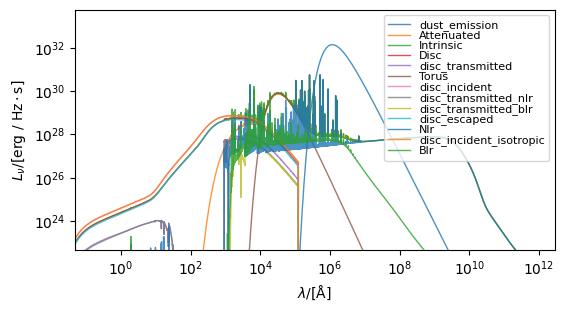 dust_emission
Attenuated
Intrinsic
Disc
disc_transmitted
Torus
disc_incident
disc_transmitted_nlr
disc_transmitted_blr
disc_escaped
Nlr
disc_incident_isotropic
Blr
10^32
10^30
10^28
10^26
10^24
L_ν/[erg / Hz · s]
10^0 10^2 10^4 10^6 10^8 10^10 10^12
λ/[Å]